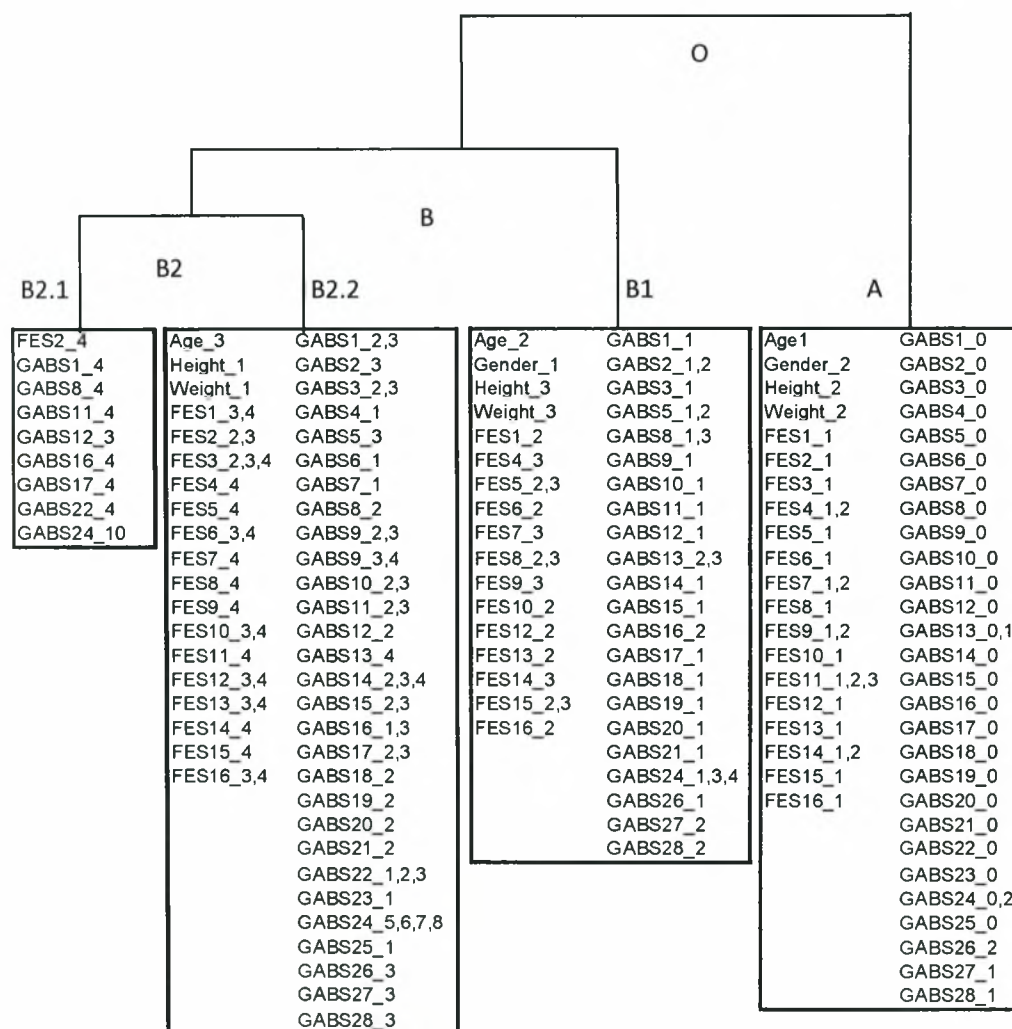 O
B
B2
B2.1
B2.2
B1
A
FES2_4
GABS1_4
GABS8_4
GABS11_4
GABS12_3
GABS16_4
GABS17_4
GABS22_4
GABS24_10
Age_3 GABS1_2,3
Height_1 GABS2_3
Weight_1 GABS3_2,3
FES1_3,4 GABS4_1
FES2_2,3 GABS5_3
FES3_2,3,4 GABS6_1
FES4_4 GABS7_1
FES5_4 GABS8_2
FES6_3,4 GABS9_2,3
FES7_4 GABS9_3,4
FES8_4 GABS10_2,3
FES9_4 GABS11_2,3
FES10_3,4 GABS12_2
FES11_4 GABS13_4
FES12_3,4 GABS14_2,3,4
FES13_3,4 GABS15_2,3
FES14_4 GABS16_1,3
FES15_4 GABS17_2,3
FES16_3,4 GABS18_2
GABS19_2
GABS20_2
GABS21_2
GABS22_1,2,3
GABS23_1
GABS24_5,6,7,8
GABS25_1
GABS26_3
GABS27_3
GABS28_3
Age_2 GABS1_1
Gender_1 GABS2_1,2
Height_3 GABS3_1
Weight_3 GABS5_1,2
FES1_2 GABS8_1,3
FES4_3 GABS9_1
FES5_2,3 GABS10_1
FES6_2 GABS11_1
FES7_3 GABS12_1
FES8_2,3 GABS13_2,3
FES9_3 GABS14_1
FES10_2 GABS15_1
FES12_2 GABS16_2
FES13_2 GABS17_1
FES14_3 GABS18_1
FES15_2,3 GABS19_1
FES16_2 GABS20_1
GABS21_1
GABS24_1,3,4
GABS26_1
GABS27_2
GABS28_2
Age1 GABS1_0
Gender_2 GABS2_0
Height_2 GABS3_0
Weight_2 GABS4_0
FES1_1 GABS5_0
FES2_1 GABS6_0
FES3_1 GABS7_0
FES4_1,2 GABS8_0
FES5_1 GABS9_0
FES6_1 GABS10_0
FES7_1,2 GABS11_0
FES8_1 GABS12_0
FES9_1,2 GABS13_0,1
FES10_1 GABS14_0
FES11_1,2,3 GABS15_0
FES12_1 GABS16_0
FES13_1 GABS17_0
FES14_1,2 GABS18_0
FES15_1 GABS19_0
FES16_1 GABS20_0
GABS21_0
GABS22_0
GABS23_0
GABS24_0,2
GABS25_0
GABS26_2
GABS27_1
GABS28_1